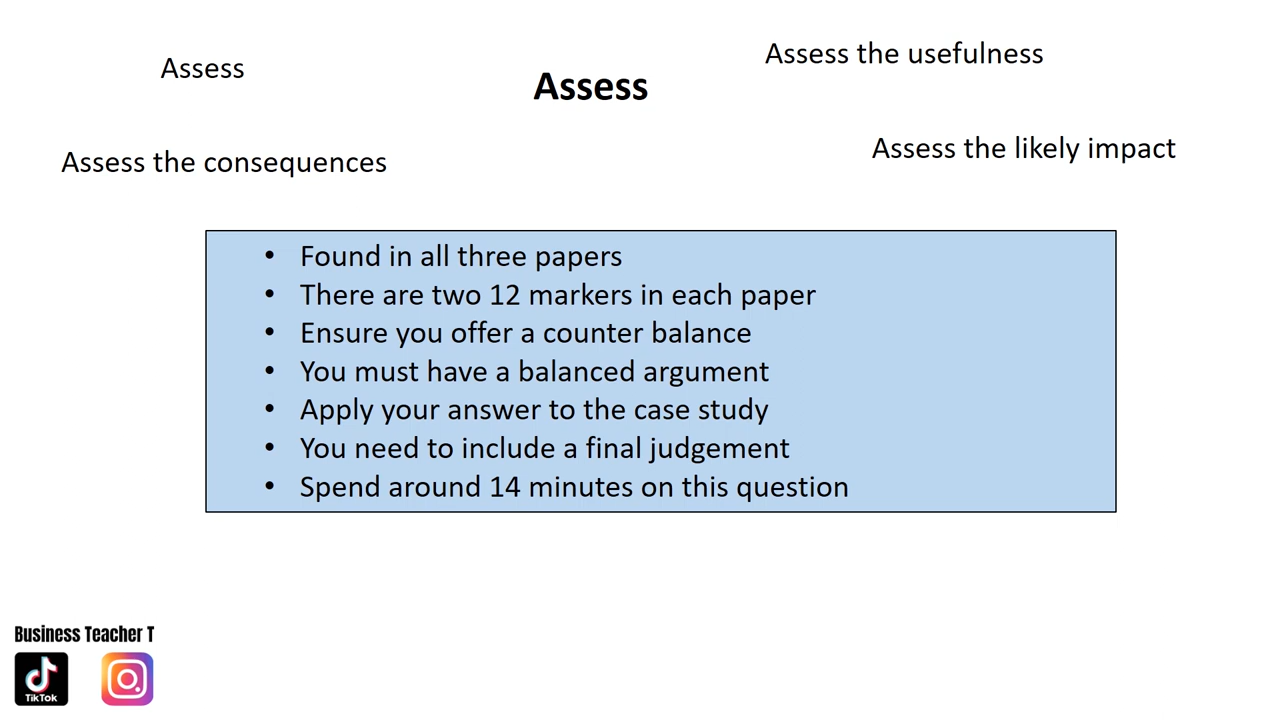 Assess
Assess the usefulness
Assess
Assess the consequences
Assess the likely impact
• Found in all three papers
• There are two 12 markers in each paper
• Ensure you offer a counter balance
• You must have a balanced argument
• Apply your answer to the case study
• You need to include a final judgement
• Spend around 14 minutes on this question
Business Teacher T
TikTok